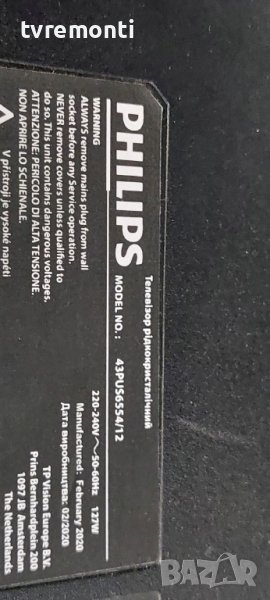 tvremonti
Телевізор рідкокристалічний
PHILIPS
MODEL NO.: 43PUS6554/12
WARNING
ALWAYS remove mains plug from wall
socket before any Service operation.
NEVER remove covers unless qualified to
do so. This unit contains dangerous voltages.
ATTENZIONE: PERICOLO DI ALTA TENSIONE.
NON APRIRE LO SCHIENALE.
V přístroji je vysoké napětí
220-240V ~ 50-60Hz 127W
Manufactured: February 2020
Дата виробництва: 02/2020
TP Vision Europe B.V.
Prins Bernhardplein 200
1097 JB Amsterdam
The Netherlands
BAZAR.bg